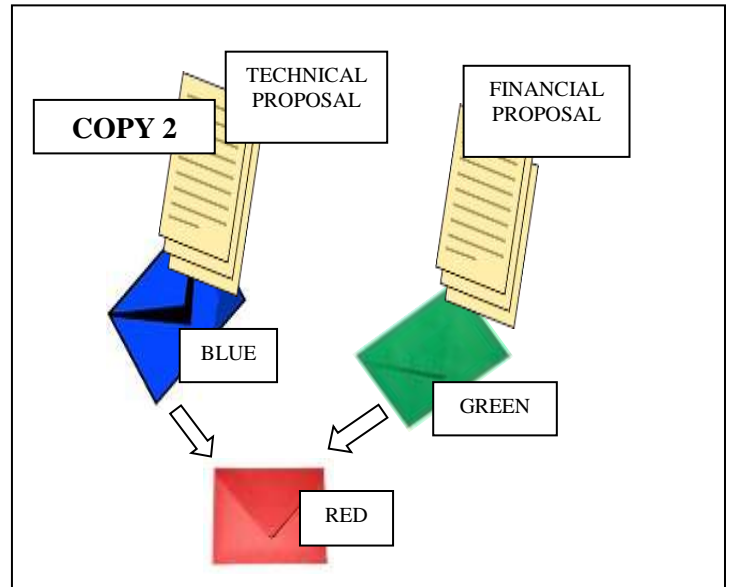 TECHNICAL
PROPOSAL
FINANCIAL
PROPOSAL
COPY 2
BLUE
GREEN
RED